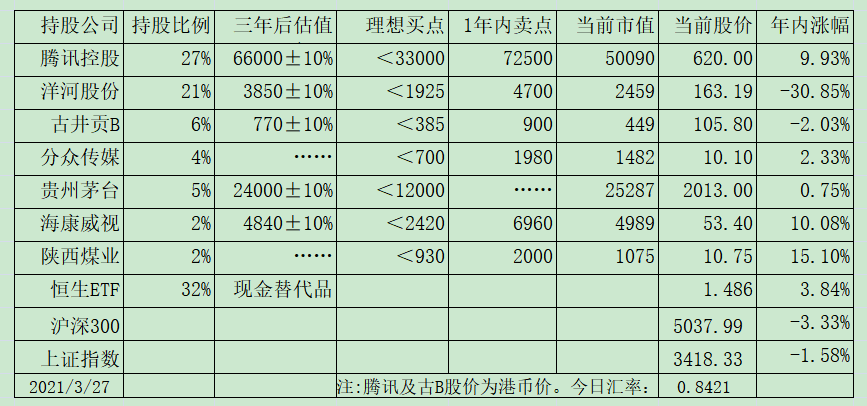 持股公司 持股比例 三年后估值 理想买点 1年内卖点 当前市值 当前股价 年内涨幅
腾讯控股 27% 66000±10% ＜33000 72500 50090 620.00 9.93%
洋河股份 21% 3850±10% ＜1925 4700 2459 163.19 -30.85%
古井贡B 6% 770±10% ＜385 900 449 105.80 -2.03%
分众传媒 4% …… ＜700 1980 1482 10.10 2.33%
贵州茅台 5% 24000±10% ＜12000 …… 25287 2013.00 0.75%
海康威视 2% 4840±10% ＜2420 6960 4989 53.40 10.08%
陕西煤业 2% …… ＜930 2000 1075 10.75 15.10%
恒生ETF 32% 现金替代品 1.486 3.84%
沪深300 5037.99 -3.33%
上证指数 3418.33 -1.58%
2021/3/27 注:腾讯及古B股价为港币价。今日汇率: 0.8421